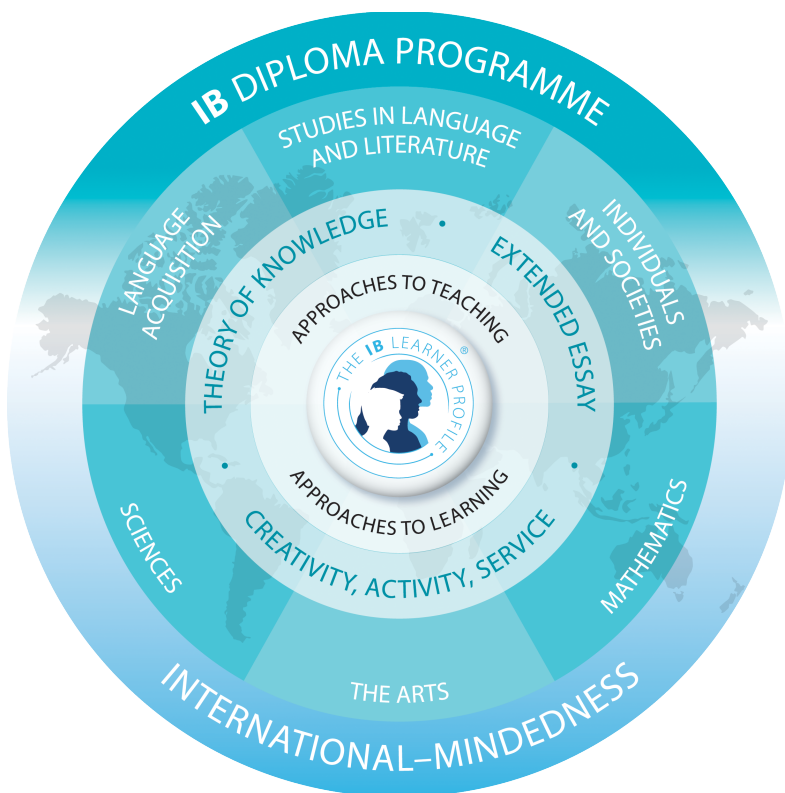 IB DIPLOMA PROGRAMME
STUDIES IN LANGUAGE
AND LITERATURE
LANGUAGE
ACQUISITION
INDIVIDUALS
AND SOCIETIES
THEORY OF KNOWLEDGE •
EXTENDED ESSAY •
APPROACHES TO TEACHING
THE IB LEARNER PROFILE ®
APPROACHES TO LEARNING
CREATIVITY, ACTIVITY, SERVICE •
SCIENCES
MATHEMATICS
THE ARTS
INTERNATIONAL–MINDEDNESS